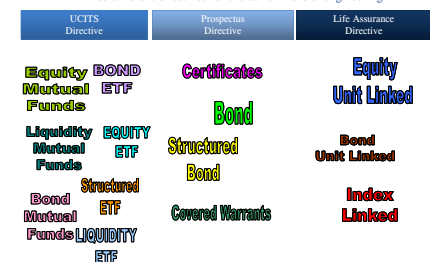 UCITS
Directive
Prospectus
Directive
Life Assurance
Directive
Equity
Mutual
Funds
BOND
ETF
Liquidity
Mutual
Funds
EQUITY
ETF
Structured
ETF
Bond
Mutual
Funds
LIQUIDITY
ETF
Certificates
Bond
Structured
Bond
Covered Warrants
Equity
Unit Linked
Bond
Unit Linked
Index
Linked